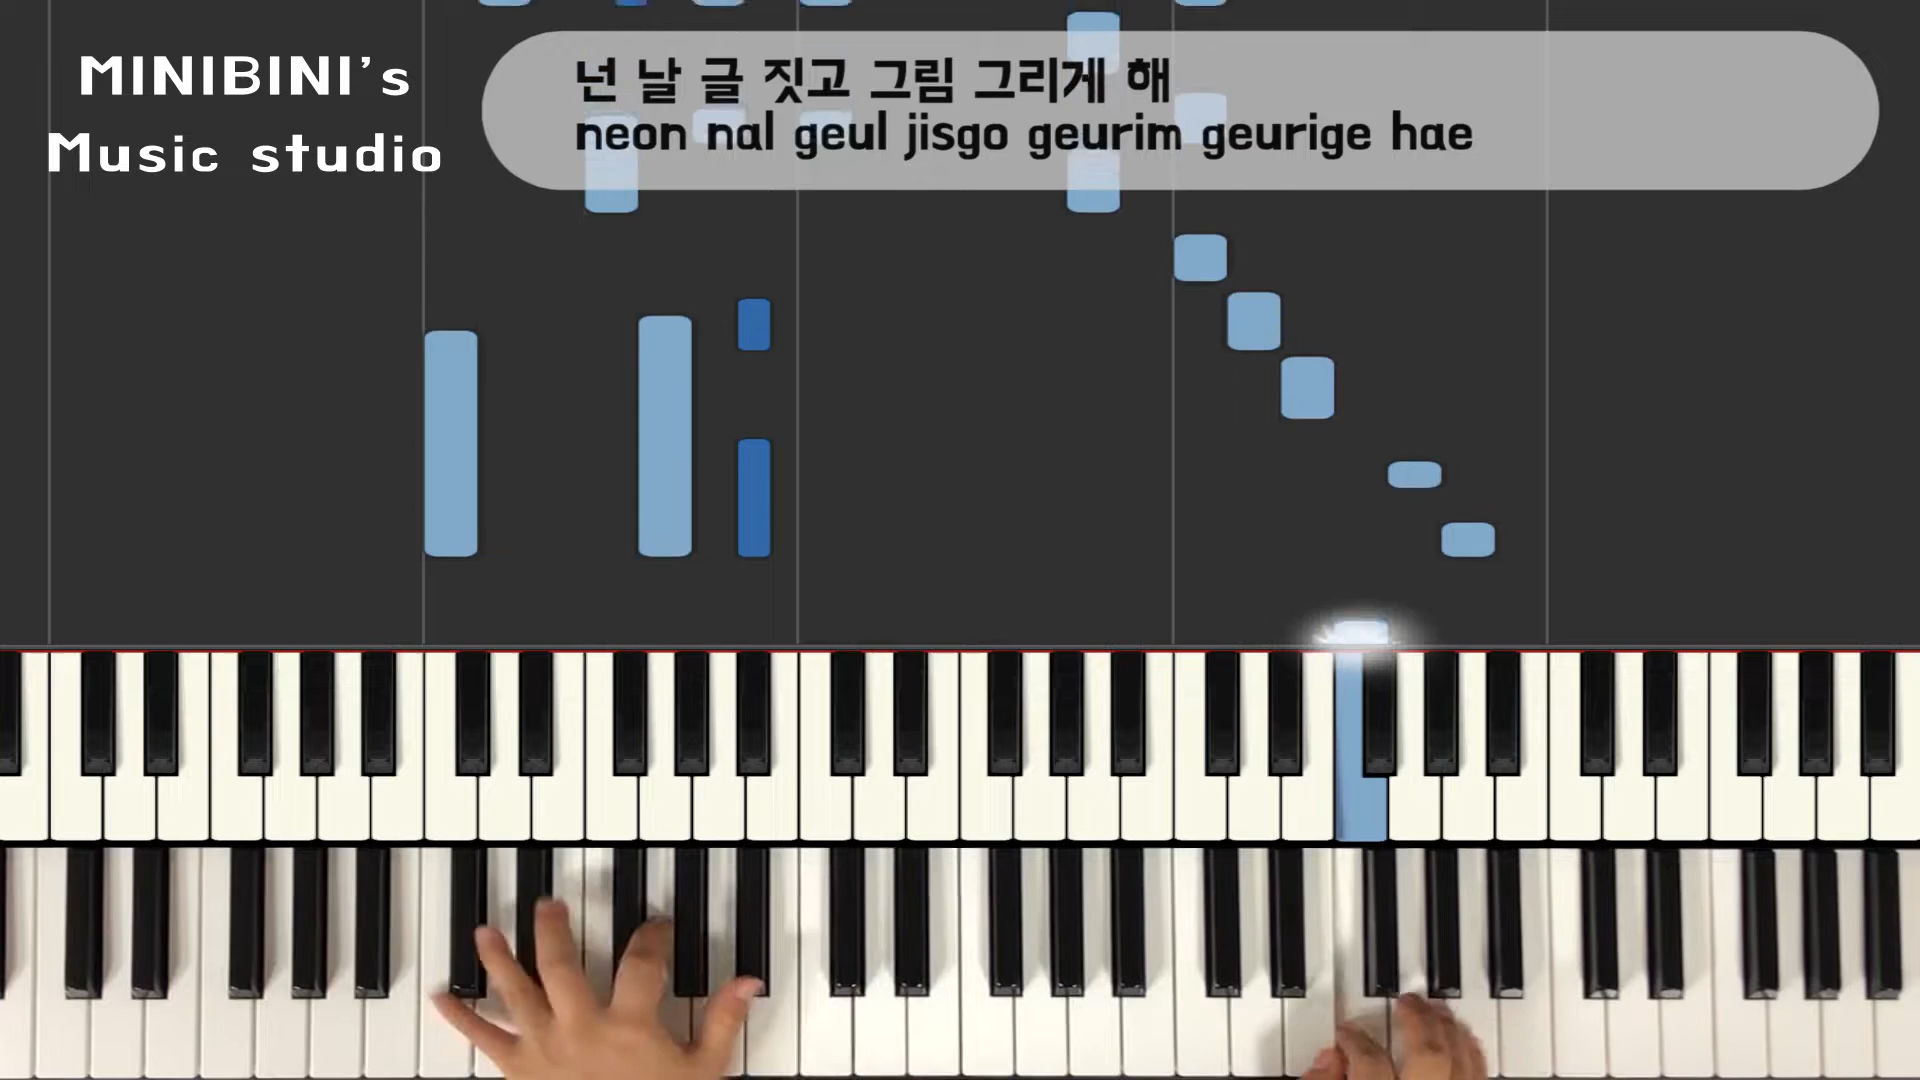 MINIBINI's
Music studio
넌 날 글 짓고 그림 그리게 해
neon nal geul jisgo geurim geurige hae